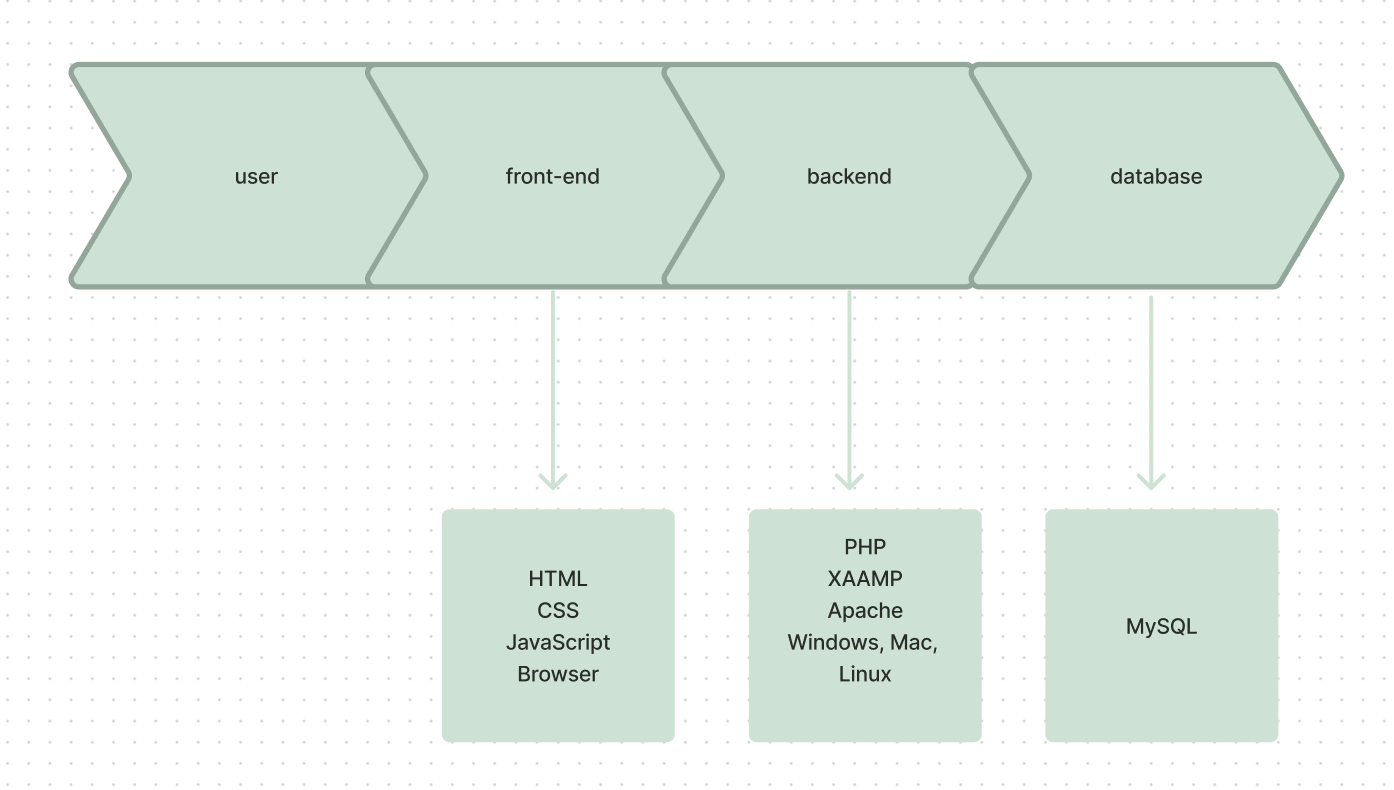 user
front-end
backend
database
HTML
CSS
JavaScript
Browser
PHP
XAAMP
Apache
Windows, Mac,
Linux
MySQL